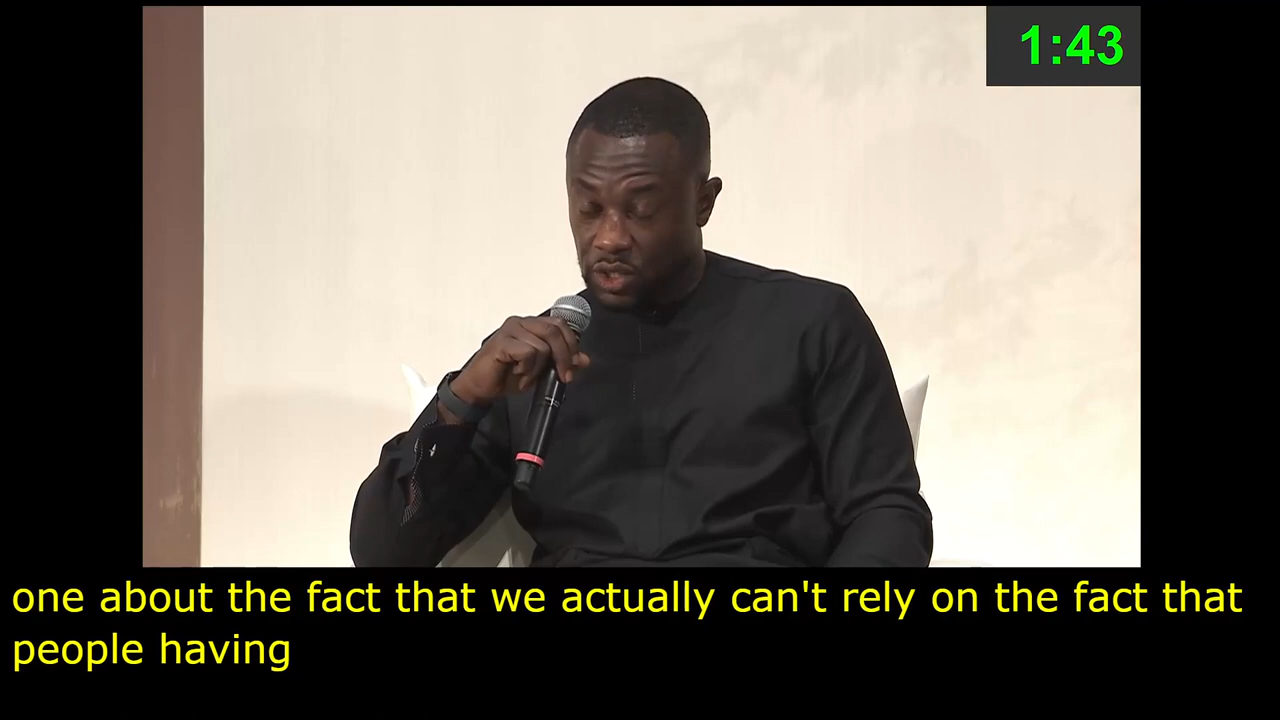 1:43
one about the fact that we actually can't rely on the fact that
people having